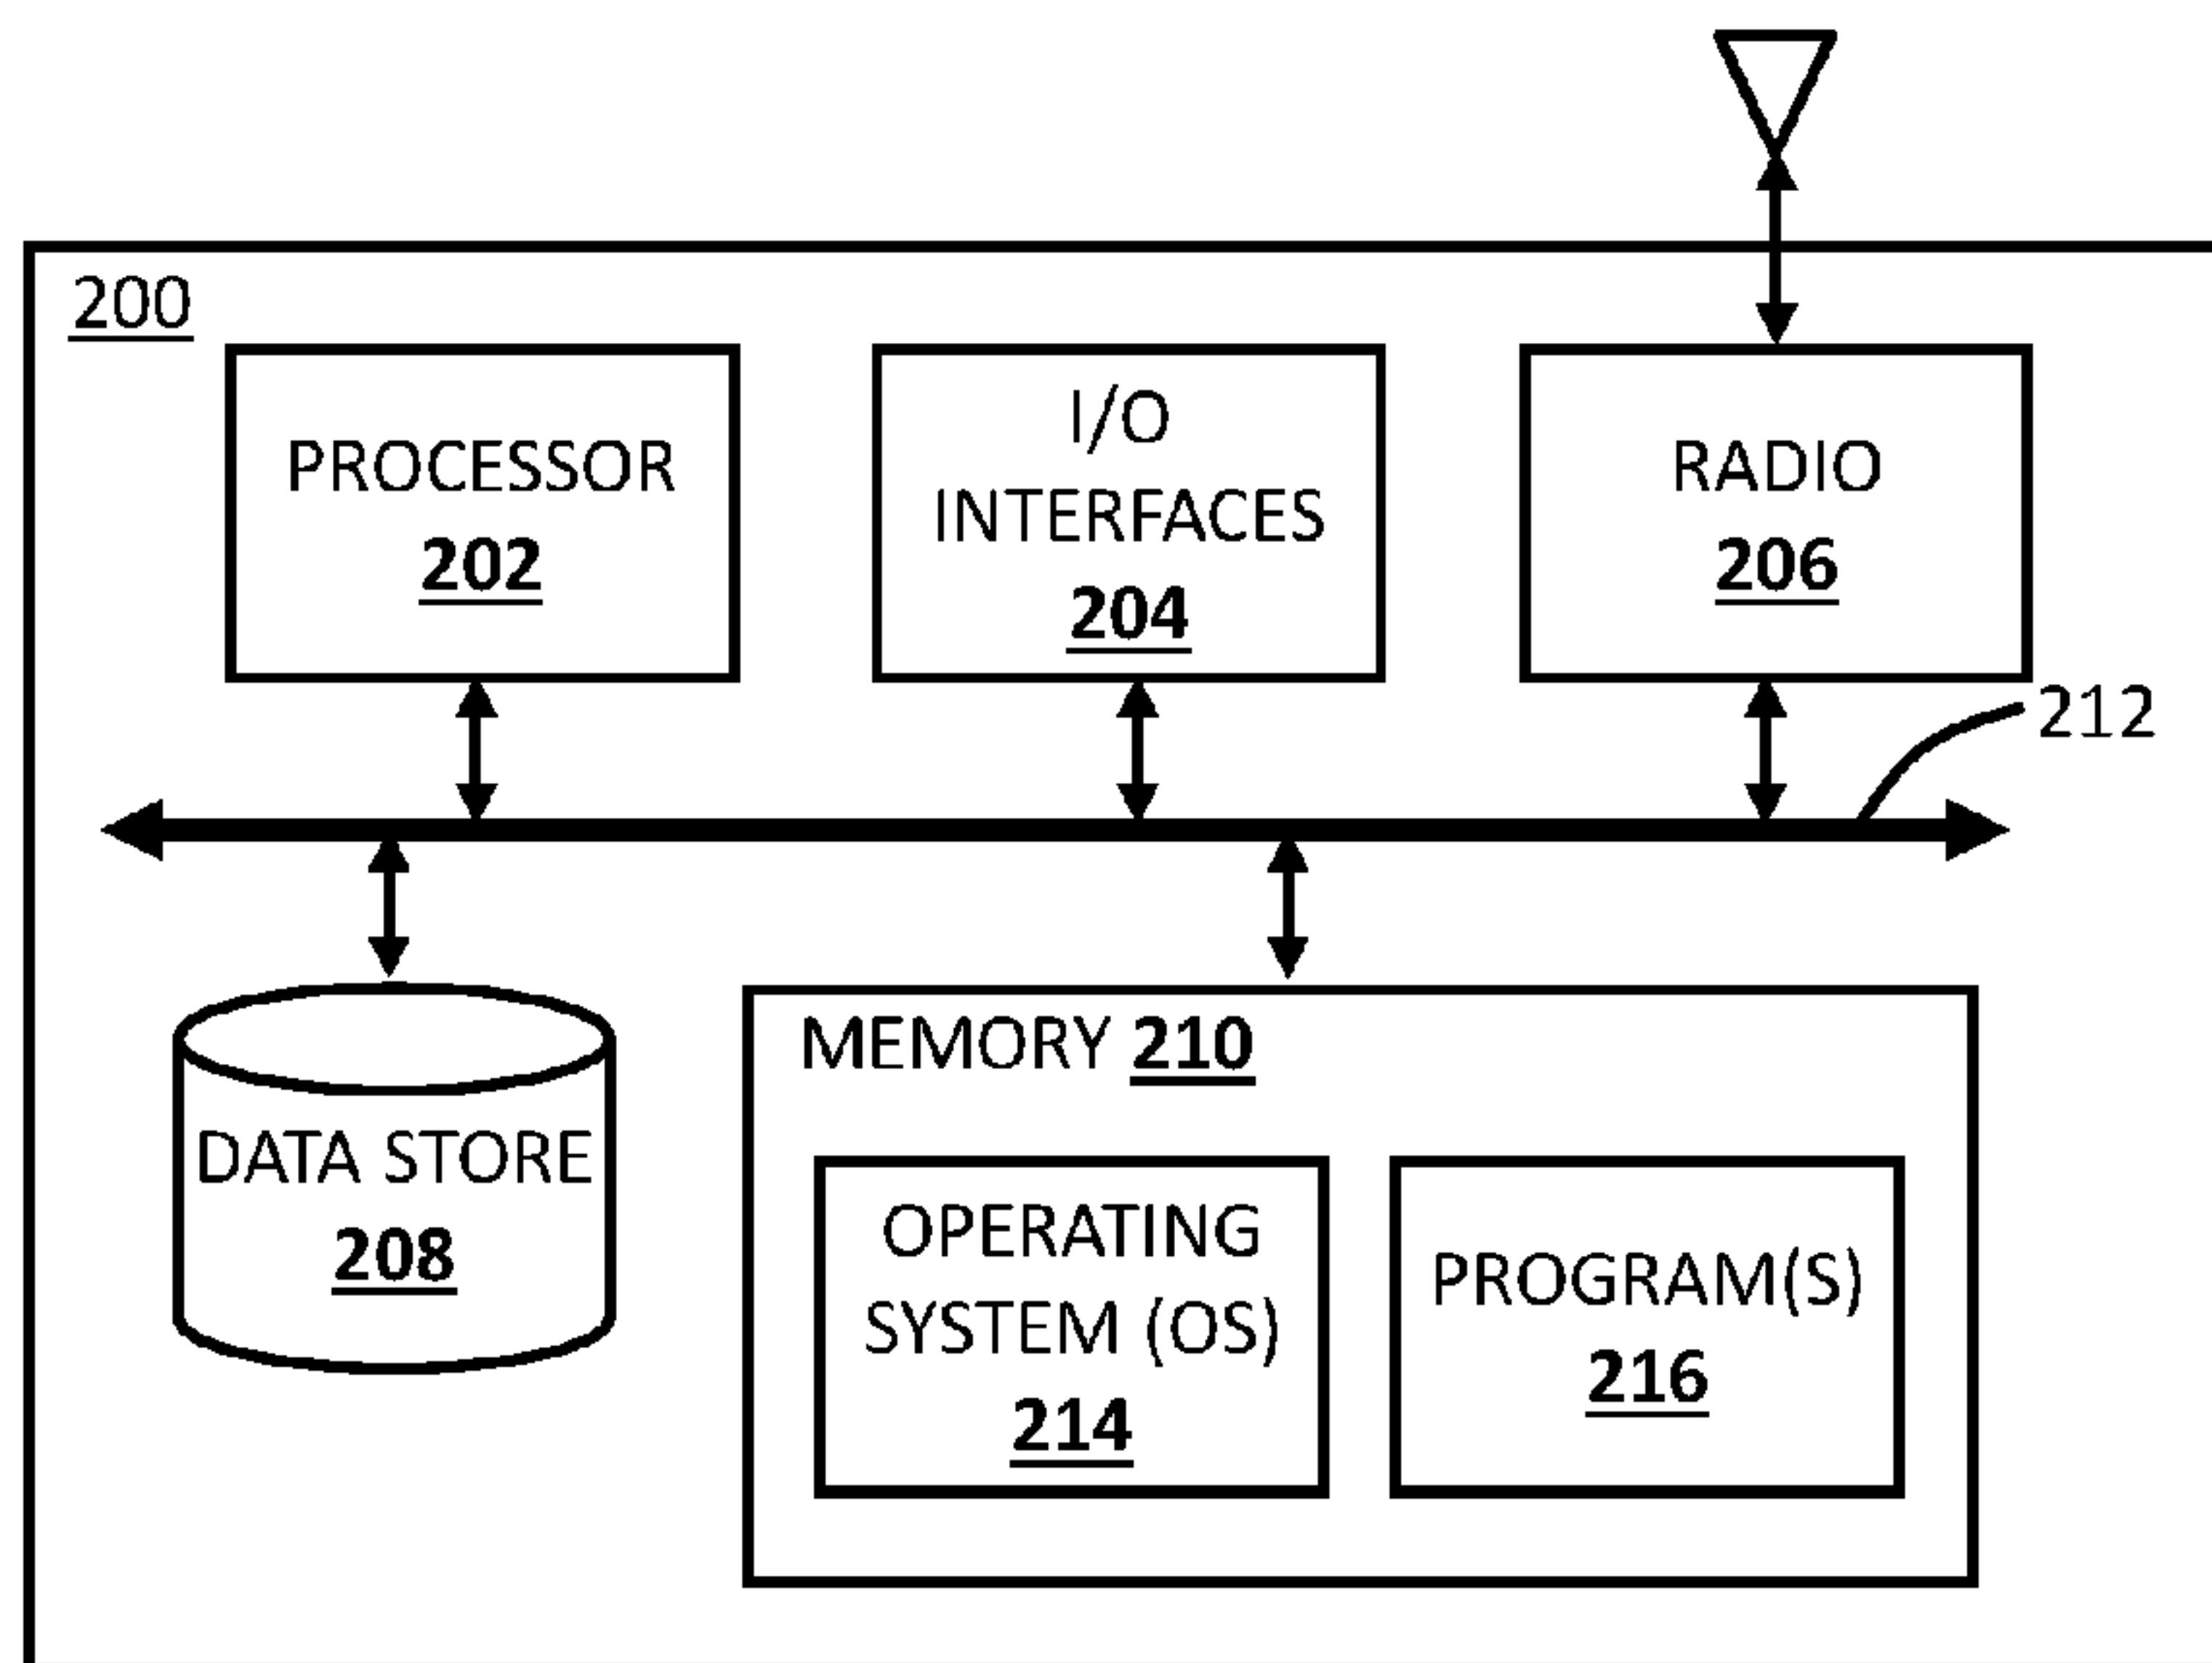 200
PROCESSOR
202
I/O
INTERFACES
204
RADIO
206
212
DATA STORE
208
MEMORY 210
OPERATING
SYSTEM (OS)
214
PROGRAM(S)
216